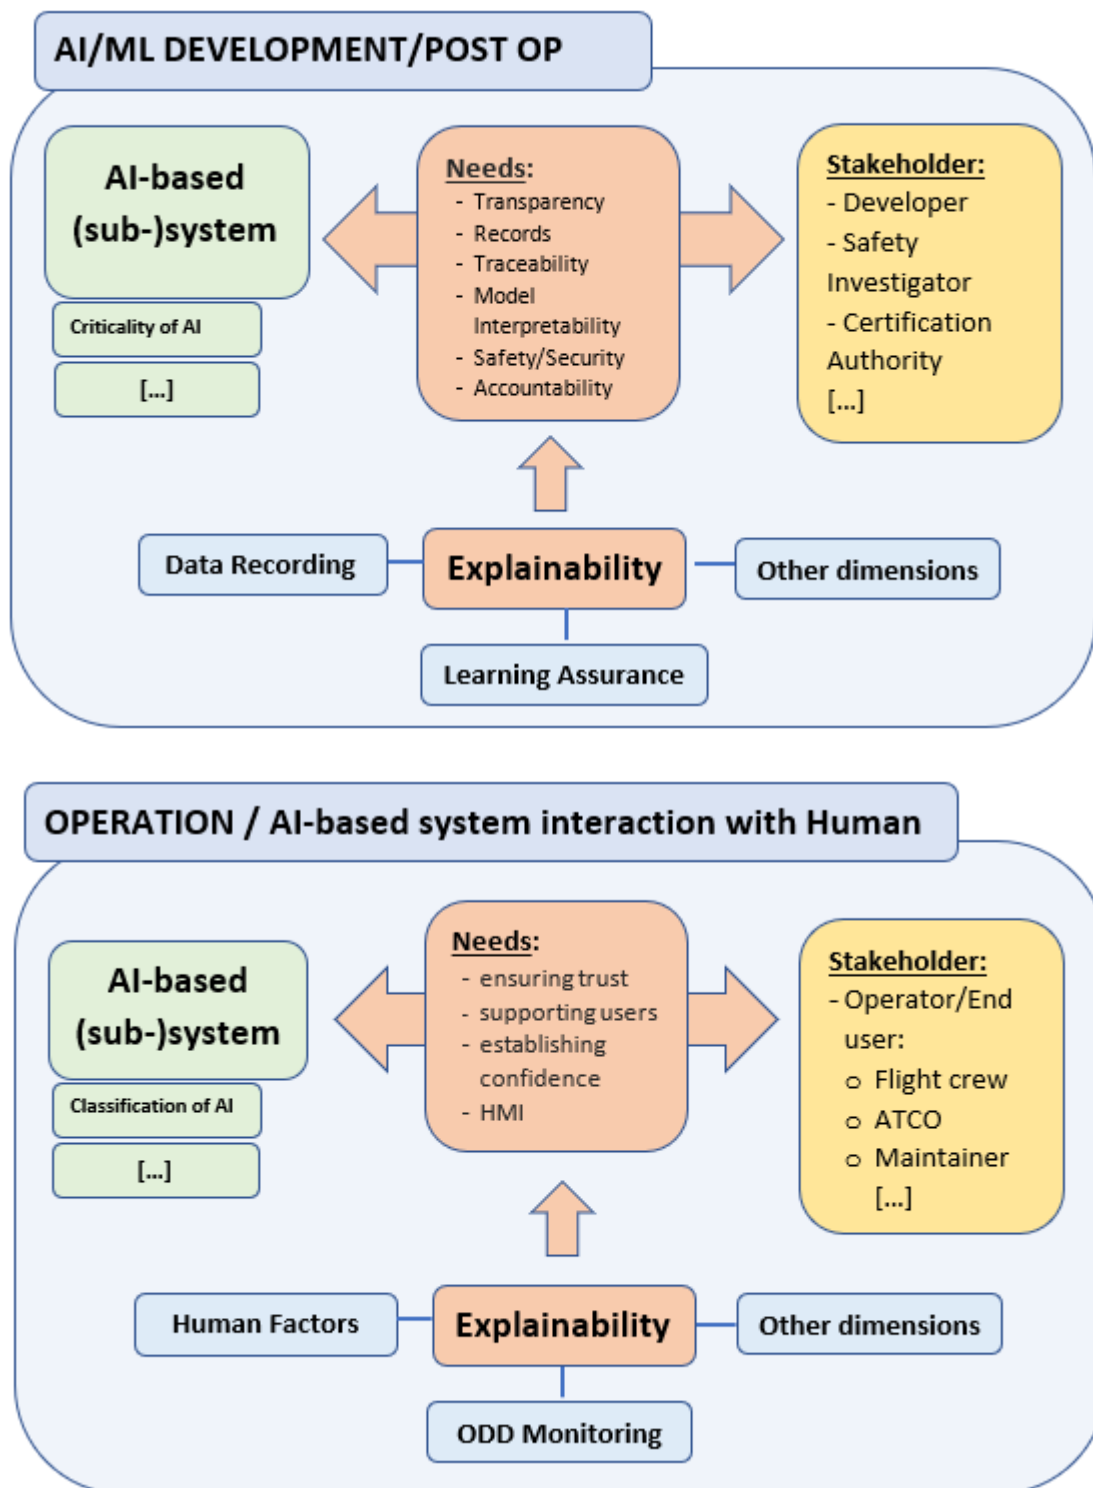 AI/ML DEVELOPMENT/POST OP
AI-based
(sub-)system
Criticality of AI
[...]
Needs:
- Transparency
- Records
- Traceability
- Model
Interpretability
- Safety/Security
- Accountability
Stakeholder:
- Developer
- Safety
Investigator
- Certification
Authority
[...]
Data Recording
Explainability
Other dimensions
Learning Assurance
OPERATION / AI-based system interaction with Human
AI-based
(sub-)system
Classification of AI
[...]
Needs:
- ensuring trust
- supporting users
- establishing
confidence
- HMI
Stakeholder:
- Operator/End
user:
o Flight crew
o ATCO
o Maintainer
[...]
Human Factors
Explainability
Other dimensions
ODD Monitoring